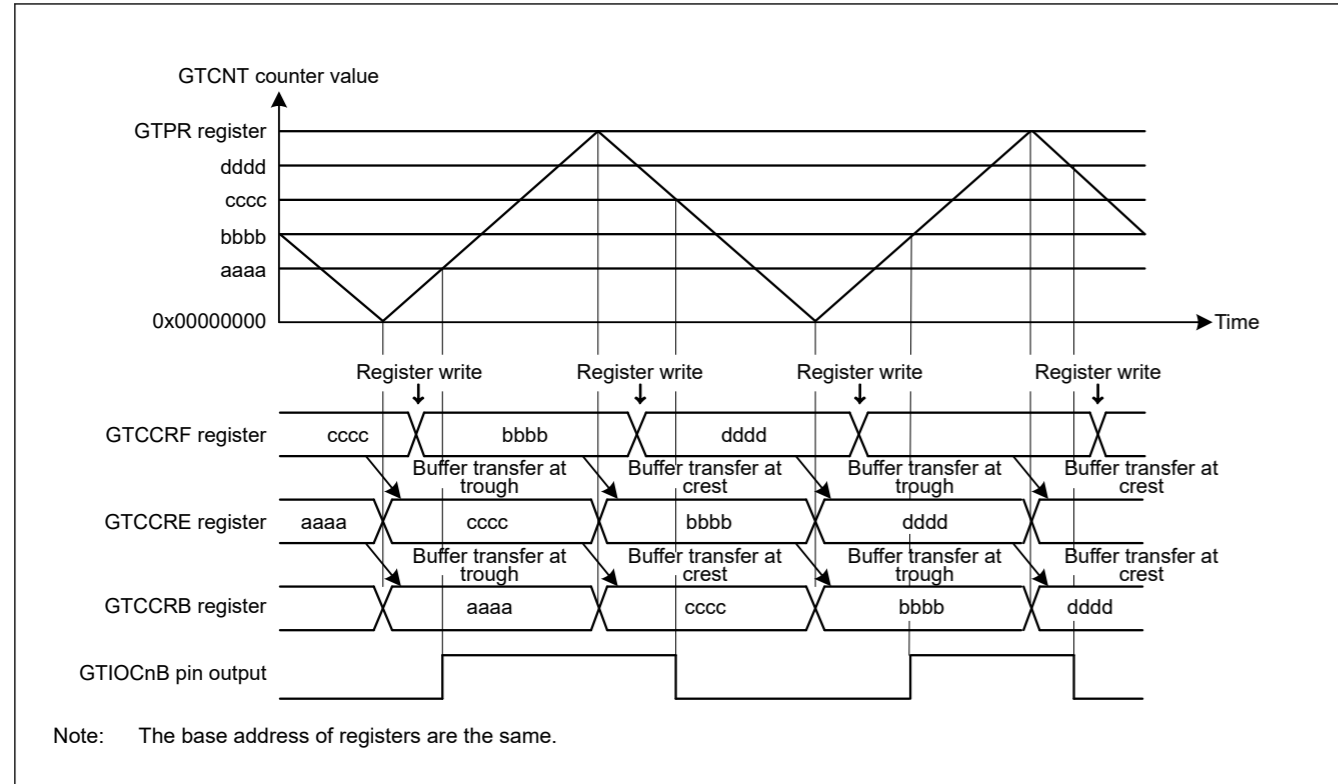 GTCNT counter value
GTPR register
dddd
cccc
bbbb
aaaa
0x00000000
Time
Register write Register write Register write Register write
GTCCRF register cccc bbbb dddd
Buffer transfer at Buffer transfer at Buffer transfer at Buffer transfer at
trough crest trough crest
GTCCRE register aaaa cccc bbbb dddd
Buffer transfer at Buffer transfer at Buffer transfer at Buffer transfer at
trough crest trough crest
GTCCRB register aaaa cccc bbbb dddd
GTIOCnB pin output
Note: The base address of registers are the same.